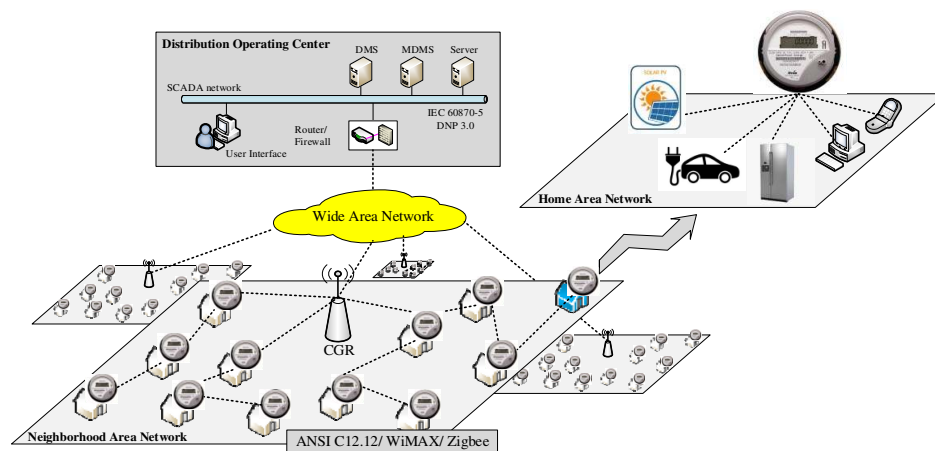 Distribution Operating Center
DMS
MDMS
Server
SCADA network
IEC 60870-5
DNP 3.0
Router/
Firewall
User Interface
SOLAR PV
Home Area Network
Wide Area Network
CGR
Neighborhood Area Network
ANSI C12.12/ WiMAX/ Zigbee